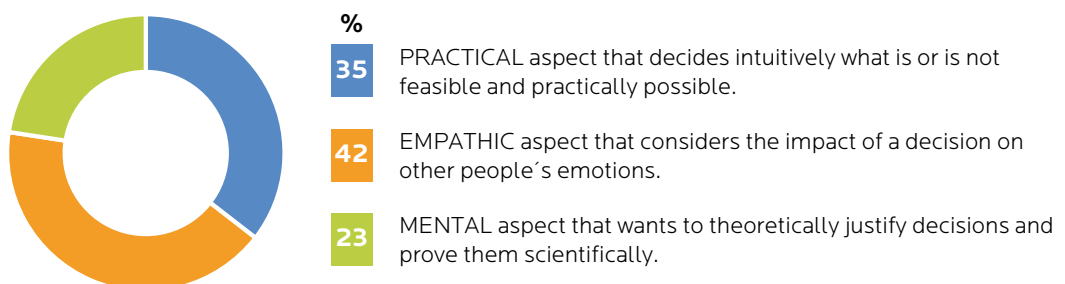 %
35 PRACTICAL aspect that decides intuitively what is or is not
feasible and practically possible.
42 EMPATHIC aspect that considers the impact of a decision on
other people´s emotions.
23 MENTAL aspect that wants to theoretically justify decisions and
prove them scientifically.